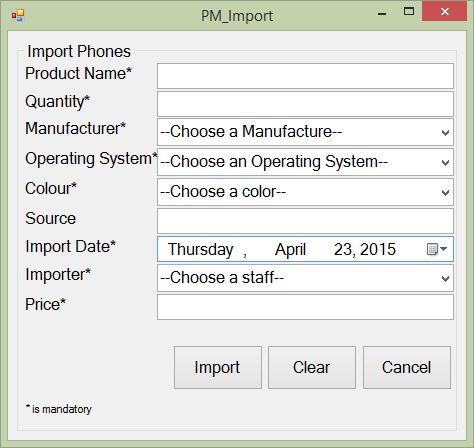 PM_Import
Import Phones
Product Name*
Quantity*
Manufacturer* --Choose a Manufacture--
Operating System* --Choose an Operating System--
Colour* --Choose a color--
Source
Import Date* Thursday , April 23, 2015
Importer* --Choose a staff--
Price*
Import Clear Cancel
* is mandatory